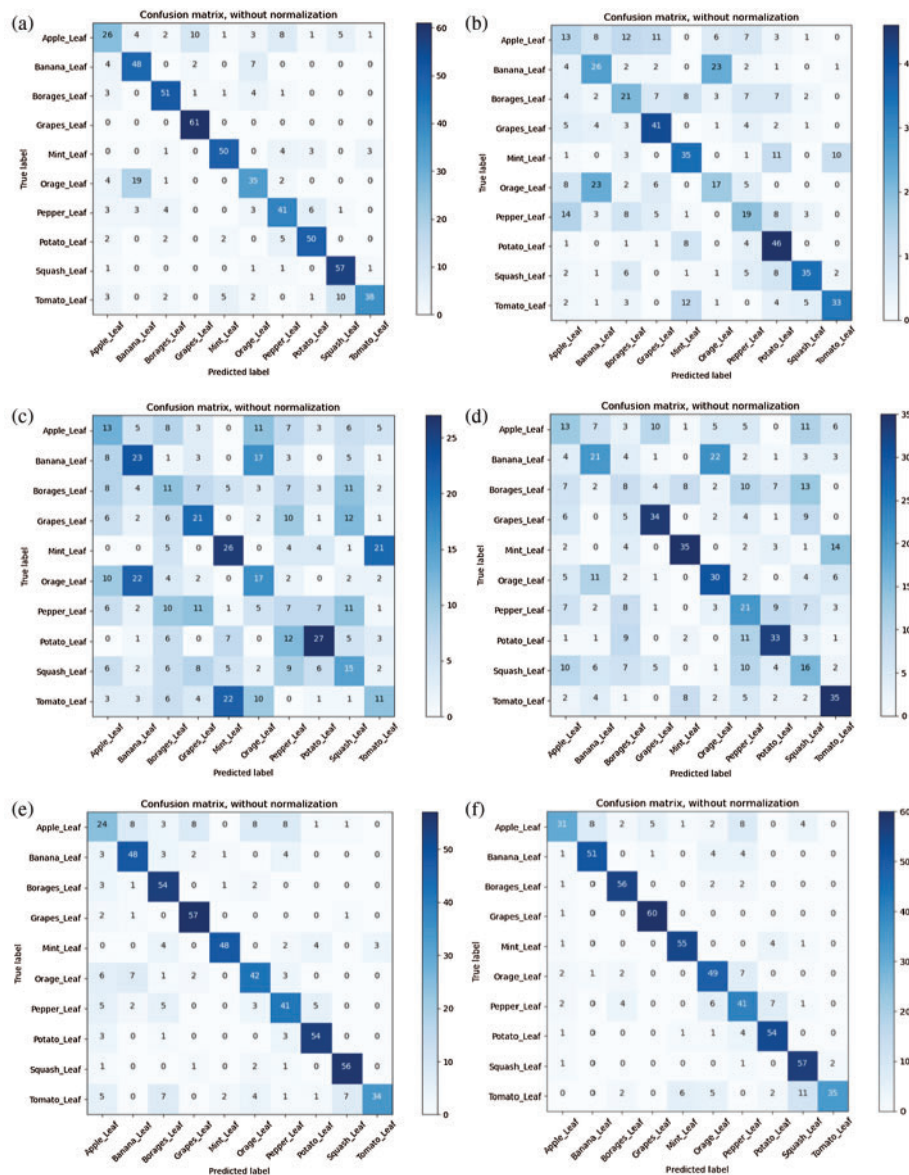 (a)
Confusion matrix, without normalization
True label
Apple_Leaf 26 4 2 10 1 3 8 1 5 1
Banana_Leaf 4 48 2 0 0 7 0 0 0 0
Borages_Leaf 3 0 51 1 1 4 1 0 0 0
Grapes_Leaf 0 0 0 61 0 0 0 0 0 0
Mint_Leaf 0 0 1 0 50 0 4 3 0 3
Orage_Leaf 4 19 0 0 0 35 2 0 0 0
Pepper_Leaf 3 3 4 0 0 3 41 6 1 0
Potato_Leaf 2 0 2 0 2 0 5 50 0 0
Squash_Leaf 1 0 0 0 0 1 1 0 57 1
Tomato_Leaf 3 0 2 0 5 2 0 1 10 38
Apple_Leaf Banana_Leaf Borages_Leaf Grapes_Leaf Mint_Leaf Orage_Leaf Pepper_Leaf Potato_Leaf Squash_Leaf Tomato_Leaf
Predicted label
60
50
40
30
20
10
0
(b)
Confusion matrix, without normalization
True label
Apple_Leaf 13 8 12 11 0 6 7 3 1 0
Banana_Leaf 4 26 2 2 0 23 2 1 0 1
Borages_Leaf 4 2 21 7 8 3 7 7 2 0
Grapes_Leaf 5 4 3 41 0 1 4 2 1 0
Mint_Leaf 1 0 3 0 35 0 1 11 0 10
Orage_Leaf 8 23 2 6 0 17 5 0 0 0
Pepper_Leaf 14 3 8 5 1 0 19 8 3 0
Potato_Leaf 1 0 1 1 8 0 4 46 0 0
Squash_Leaf 2 1 6 0 1 1 5 8 35 2
Tomato_Leaf 2 1 3 0 12 1 0 4 5 33
Apple_Leaf Banana_Leaf Borages_Leaf Grapes_Leaf Mint_Leaf Orage_Leaf Pepper_Leaf Potato_Leaf Squash_Leaf Tomato_Leaf
Predicted label
4
3
2
1
0
(c)
Confusion matrix, without normalization
True label
Apple_Leaf 13 5 8 3 0 11 7 3 6 5
Banana_Leaf 8 23 1 3 0 17 3 0 5 1
Borages_Leaf 8 4 11 7 5 3 7 3 11 2
Grapes_Leaf 6 2 6 21 0 2 10 1 12 1
Mint_Leaf 0 0 5 0 26 0 4 4 1 21
Orage_Leaf 10 22 4 2 0 17 2 0 2 2
Pepper_Leaf 6 2 10 11 1 5 7 7 11 1
Potato_Leaf 0 1 6 0 7 0 12 27 5 3
Squash_Leaf 6 2 6 8 5 2 9 6 15 2
Tomato_Leaf 3 3 6 4 22 10 0 1 1 11
Apple_Leaf Banana_Leaf Borages_Leaf Grapes_Leaf Mint_Leaf Orage_Leaf Pepper_Leaf Potato_Leaf Squash_Leaf Tomato_Leaf
Predicted label
25
20
15
10
5
0
(d)
Confusion matrix, without normalization
True label
Apple_Leaf 13 7 3 10 1 5 5 0 11 6
Banana_Leaf 4 21 4 1 0 22 2 1 3 3
Borages_Leaf 7 2 8 4 8 2 10 7 13 0
Grapes_Leaf 6 0 5 34 0 2 4 1 9 0
Mint_Leaf 2 0 4 0 35 0 2 3 1 14
Orage_Leaf 5 11 2 1 0 30 2 0 4 6
Pepper_Leaf 7 2 8 1 0 3 21 9 7 3
Potato_Leaf 1 1 9 0 2 0 11 33 3 1
Squash_Leaf 10 6 7 5 0 1 10 4 16 2
Tomato_Leaf 2 4 1 0 8 2 5 2 2 35
Apple_Leaf Banana_Leaf Borages_Leaf Grapes_Leaf Mint_Leaf Orage_Leaf Pepper_Leaf Potato_Leaf Squash_Leaf Tomato_Leaf
Predicted label
35
30
25
20
15
10
5
0
(e)
Confusion matrix, without normalization
True label
Apple_Leaf 24 8 3 8 0 8 8 1 1 0
Banana_Leaf 3 48 3 2 1 0 4 0 0 0
Borages_Leaf 3 1 54 0 1 2 0 0 0 0
Grapes_Leaf 2 1 0 57 0 0 0 0 1 0
Mint_Leaf 0 0 4 0 48 0 2 4 0 3
Orage_Leaf 6 7 1 2 0 42 3 0 0 0
Pepper_Leaf 5 2 5 0 0 3 41 5 0 0
Potato_Leaf 3 0 1 0 0 0 3 54 0 0
Squash_Leaf 1 0 0 1 0 2 1 0 56 0
Tomato_Leaf 5 0 7 0 2 4 1 1 7 34
Apple_Leaf Banana_Leaf Borages_Leaf Grapes_Leaf Mint_Leaf Orage_Leaf Pepper_Leaf Potato_Leaf Squash_Leaf Tomato_Leaf
Predicted label
50
40
30
20
10
0
(f)
Confusion matrix, without normalization
True label
Apple_Leaf 31 8 2 5 1 2 8 0 4 0
Banana_Leaf 1 51 0 1 0 4 4 0 0 0
Borages_Leaf 1 0 56 0 0 2 2 0 0 0
Grapes_Leaf 1 0 0 60 0 0 0 0 0 0
Mint_Leaf 1 0 0 0 55 0 0 4 1 0
Orage_Leaf 2 1 2 0 0 49 7 0 0 0
Pepper_Leaf 2 0 4 0 0 6 41 7 1 0
Potato_Leaf 1 0 0 0 1 1 4 54 0 0
Squash_Leaf 1 0 0 0 0 1 0 0 57 2
Tomato_Leaf 0 0 2 0 6 5 0 2 11 35
Apple_Leaf Banana_Leaf Borages_Leaf Grapes_Leaf Mint_Leaf Orage_Leaf Pepper_Leaf Potato_Leaf Squash_Leaf Tomato_Leaf
Predicted label
60
50
40
30
20
10
0